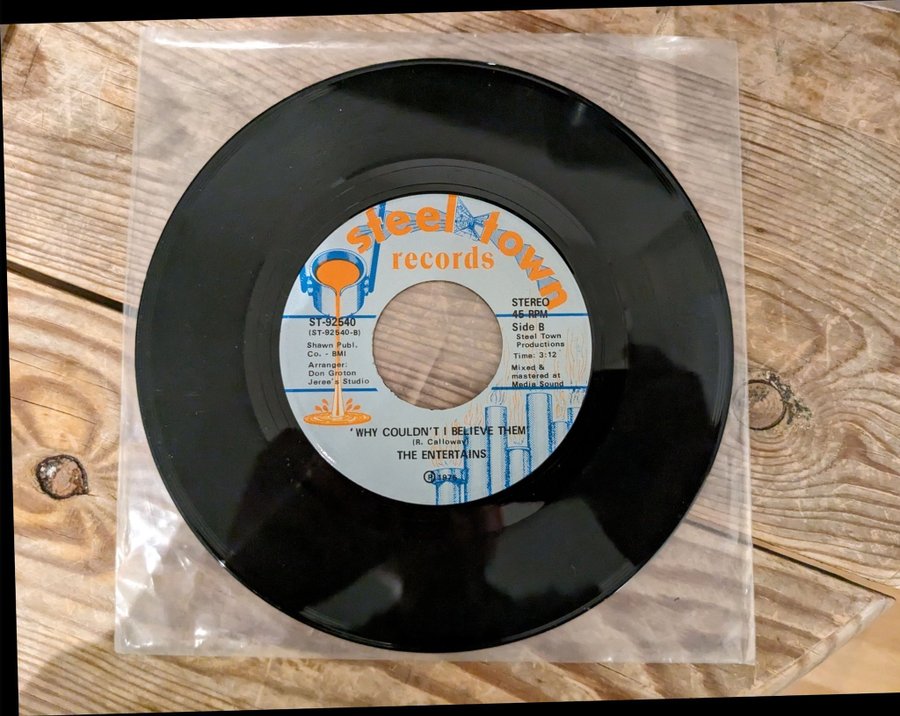 steel town
records
ST-92540
(ST-92540-B)
Shawn Publ.
Co. - BMI
Arranger:
Don Groton
Jeree's Studio
STEREO
45 RPM
Side B
Steel Town
Productions
Time: 3:12
Mixed &
mastered at
Media Sound
'WHY COULDN'T I BELIEVE THEM'
(R. Calloway)
THE ENTERTAINS
Ⓟ 1976